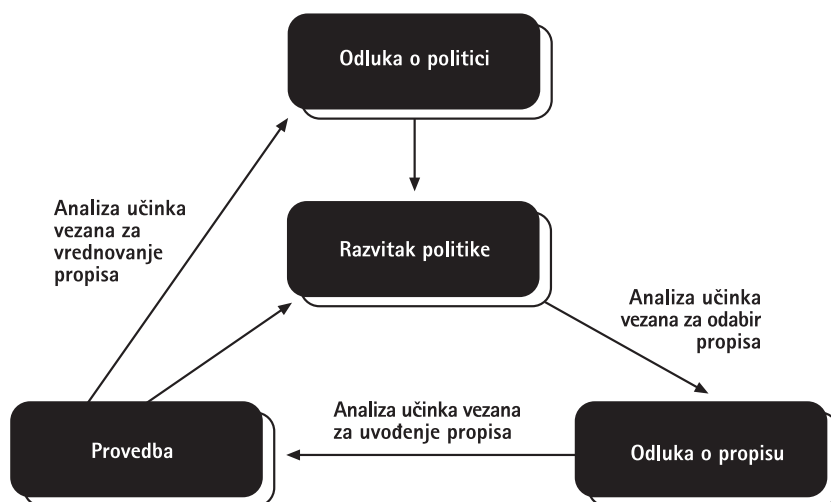 Odluka o politici
Analiza učinka
vezana za
vrednovanje
propisa
Razvitak politike
Analiza učinka
vezana za odabir
propisa
Provedba
Analiza učinka vezana
za uvođenje propisa
Odluka o propisu